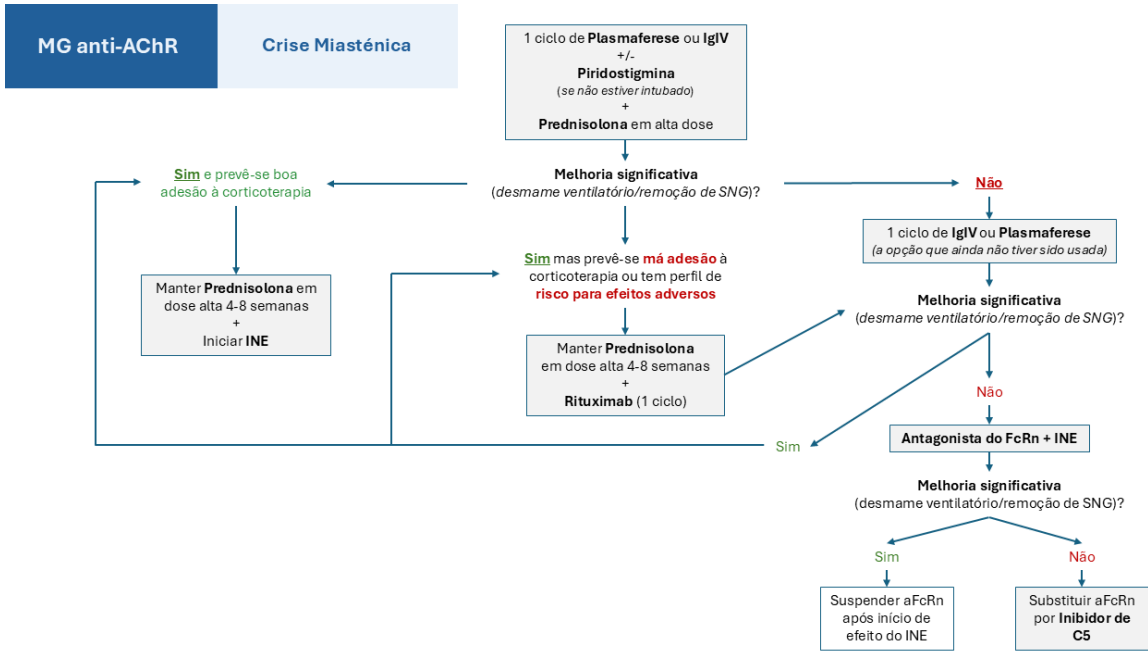 MG anti-AChR
Crise Miasténica
1 ciclo de Plasmaferese ou IgIV
+/-
Piridostigmina
(se não estiver intubado)
+
Prednisolona em alta dose
Sim e prevê-se boa
adesão à corticoterapia
Melhoria significativa
(desmame ventilatório/remoção de SNG)?
Não
1 ciclo de IgIV ou Plasmaferese
(a opção que ainda não tiver sido usada)
Sim mas prevê-se má adesão à
corticoterapia ou tem perfil de
risco para efeitos adversos
Manter Prednisolona em
dose alta 4-8 semanas
+
Iniciar INE
Melhoria significativa
(desmame ventilatório/remoção de SNG)?
Manter Prednisolona
em dose alta 4-8 semanas
+
Rituximab (1 ciclo)
Não
Sim
Antagonista do FcRn + INE
Melhoria significativa
(desmame ventilatório/remoção de SNG)?
Sim
Não
Suspender aFcRn
após início de
efeito do INE
Substituir aFcRn
por Inibidor de
C5